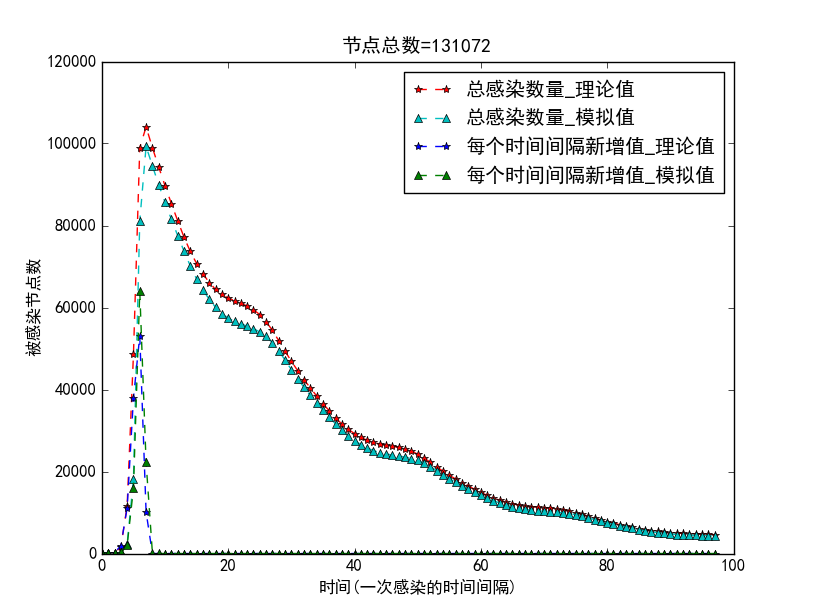 节点总数=131072
120000
100000
80000
60000
40000
20000
0
被感染节点数
总感染数量_理论值
总感染数量_模拟值
每个时间间隔新增值_理论值
每个时间间隔新增值_模拟值
0 20 40 60 80 100
时间(一次感染的时间间隔)